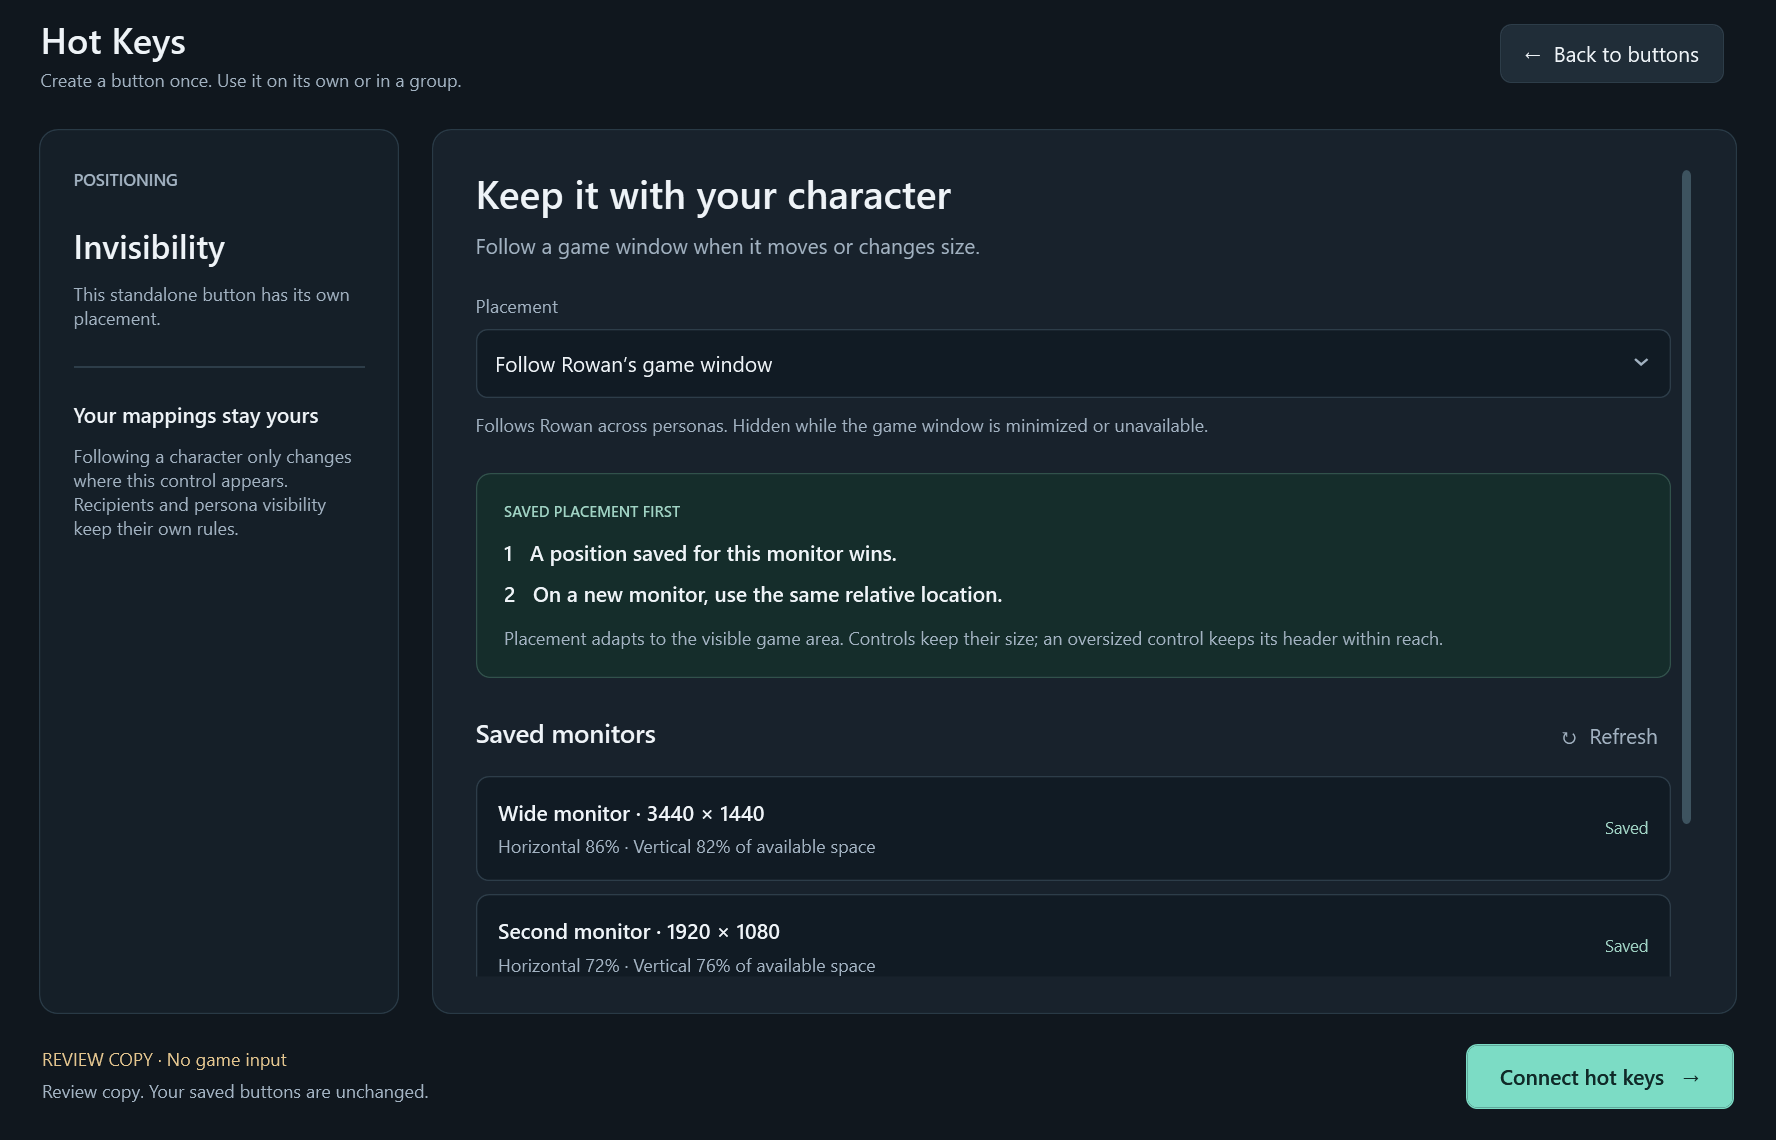 Hot Keys
Create a button once. Use it on its own or in a group.
← Back to buttons
POSITIONING
Invisibility
This standalone button has its own
placement.
Your mappings stay yours
Following a character only changes
where this control appears.
Recipients and persona visibility
keep their own rules.
Keep it with your character
Follow a game window when it moves or changes size.
Placement
Follow Rowan’s game window
Follows Rowan across personas. Hidden while the game window is minimized or unavailable.
SAVED PLACEMENT FIRST
1 A position saved for this monitor wins.
2 On a new monitor, use the same relative location.
Placement adapts to the visible game area. Controls keep their size; an oversized control keeps its header within reach.
Saved monitors
↻ Refresh
Wide monitor · 3440 × 1440
Horizontal 86% · Vertical 82% of available space
Saved
Second monitor · 1920 × 1080
Horizontal 72% · Vertical 76% of available space
Saved
REVIEW COPY · No game input
Review copy. Your saved buttons are unchanged.
Connect hot keys →